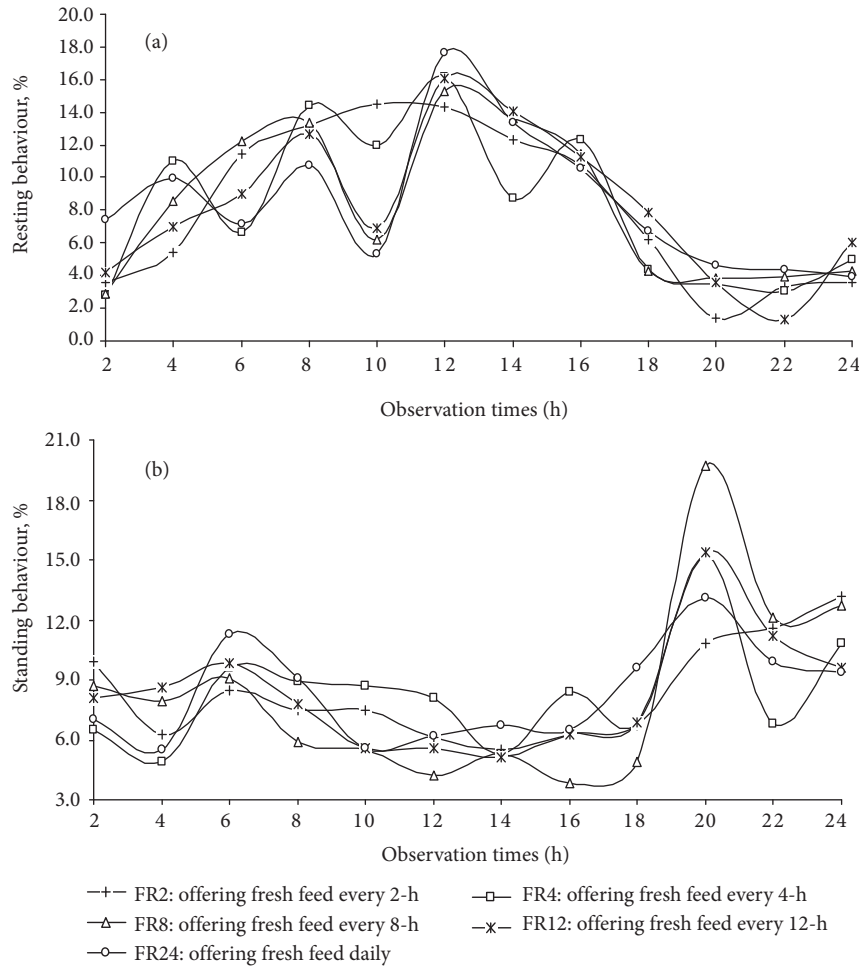 (a)
Resting behaviour, %
20.0
18.0
16.0
14.0
12.0
10.0
8.0
6.0
4.0
2.0
0.0
2 4 6 8 10 12 14 16 18 20 22 24
Observation times (h)
(b)
Standing behaviour, %
21.0
18.0
15.0
12.0
9.0
6.0
3.0
2 4 6 8 10 12 14 16 18 20 22 24
Observation times (h)
FR2: offering fresh feed every 2-h
FR4: offering fresh feed every 4-h
FR8: offering fresh feed every 8-h
FR12: offering fresh feed every 12-h
FR24: offering fresh feed daily